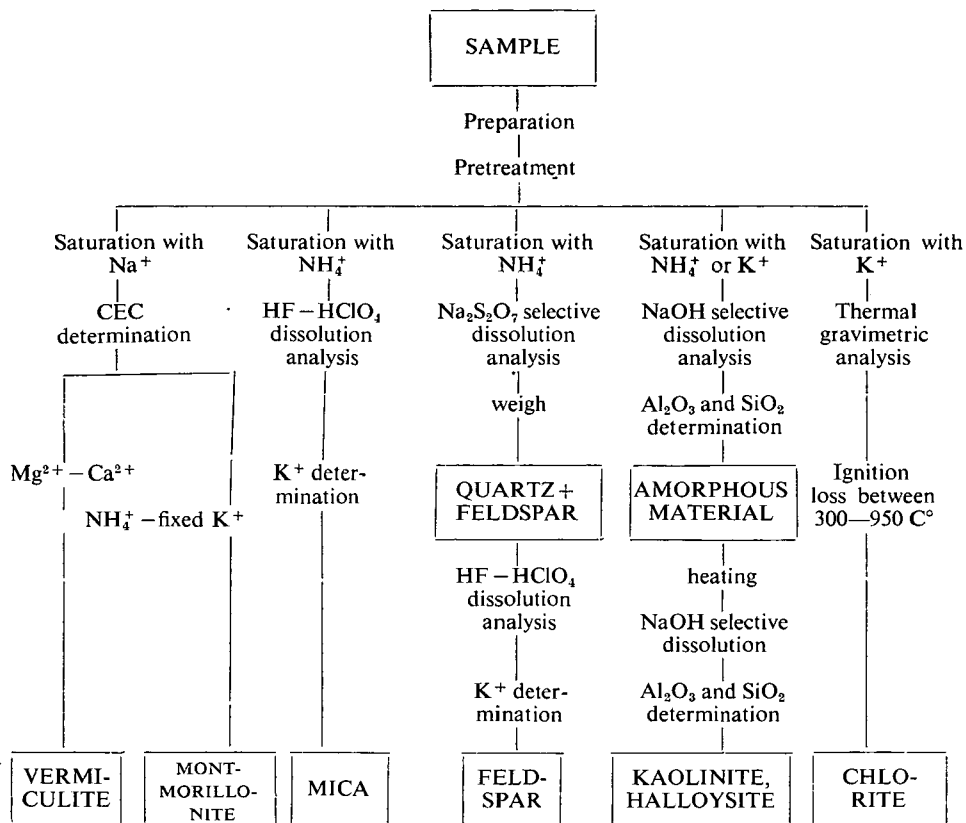 SAMPLE
Preparation
Pretreatment
Saturation with
Na⁺
CEC
determination
Mg²⁺ – Ca²⁺
NH₄⁺ –fixed K⁺
VERMI-
CULITE
MONT-
MORILLO-
NITE
Saturation with
NH₄⁺
HF – HClO₄
dissolution
analysis
K⁺ deter-
mination
MICA
Saturation with
NH₄⁺
Na₂S₂O₇ selective
dissolution
analysis
weigh
QUARTZ+
FELDSPAR
HF – HClO₄
dissolution
analysis
K⁺ deter-
mination
FELD-
SPAR
Saturation with
NH₄⁺ or K⁺
NaOH selective
dissolution
analysis
Al₂O₃ and SiO₂
determination
AMORPHOUS
MATERIAL
heating
NaOH selective
dissolution
Al₂O₃ and SiO₂
determination
KAOLINITE,
HALLOYSITE
Saturation with
K⁺
Thermal
gravimetric
analysis
Ignition
loss between
300—950 C°
CHLO-
RITE